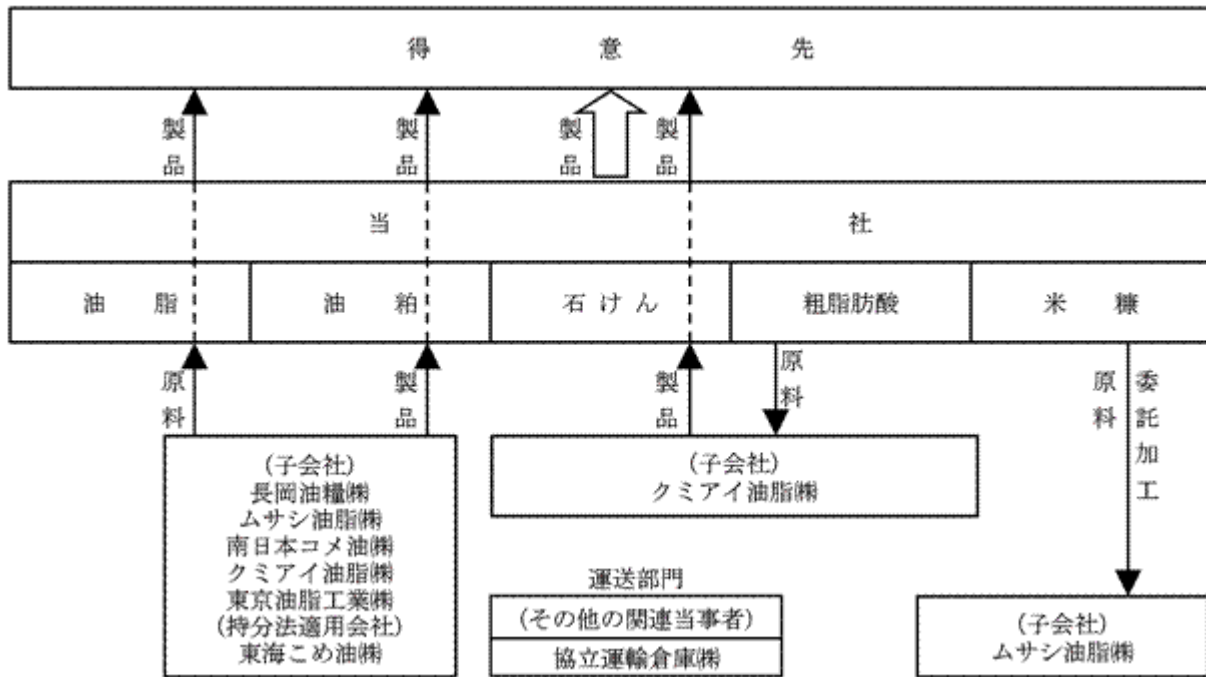 得意先
製品
製品
製品
製品
当社
油脂
油粕
石けん
粗脂肪酸
米糠
原料
製品
製品
原料
原料
委託加工
(子会社)
長岡油糧㈱
ムサシ油脂㈱
南日本コメ油㈱
クミアイ油脂㈱
東京油脂工業㈱
(持分法適用会社)
東海こめ油㈱
(子会社)
クミアイ油脂㈱
運送部門
(その他の関連当事者)
協立運輸倉庫㈱
(子会社)
ムサシ油脂㈱